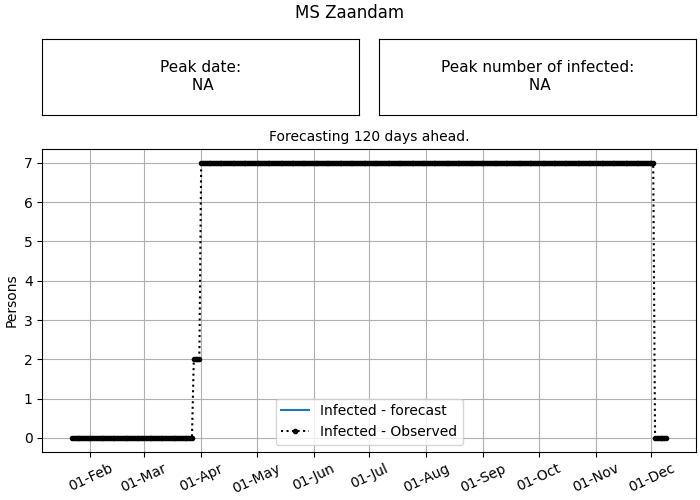 MS Zaandam
Peak date:
NA
Peak number of infected:
NA
Forecasting 120 days ahead.
7
6
5
4
3
2
1
0
Persons
Infected - forecast
Infected - Observed
01-Feb
01-Mar
01-Apr
01-May
01-Jun
01-Jul
01-Aug
01-Sep
01-Oct
01-Nov
01-Dec